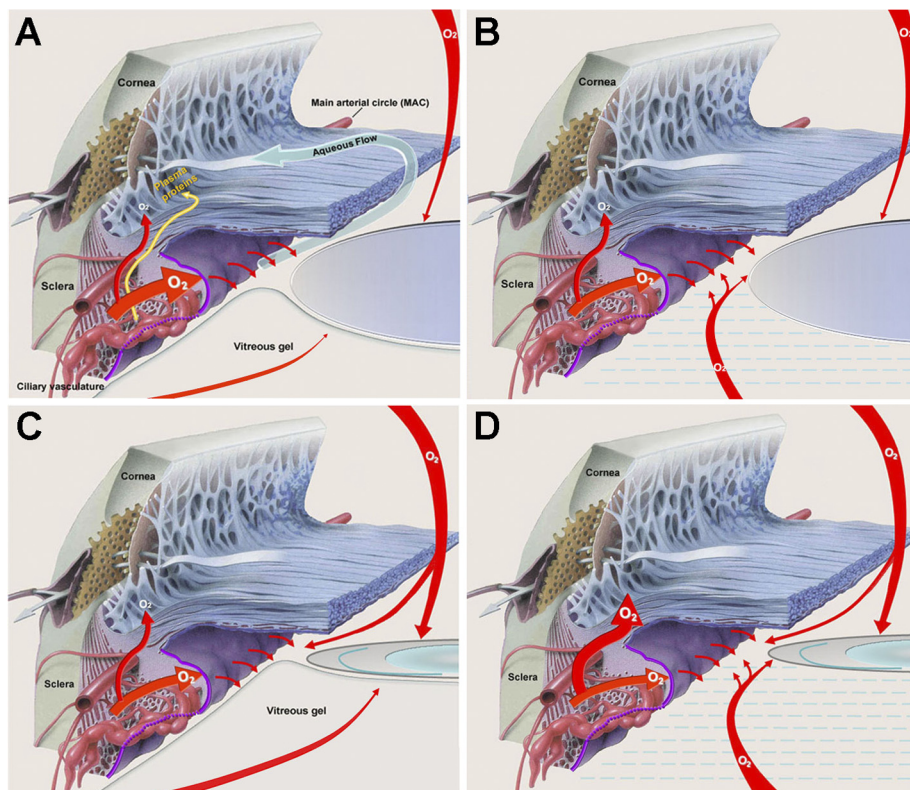 A
O₂
Cornea
Main arterial circle (MAC)
Aqueous Flow
Plasma
proteins
O₂
O₂
Sclera
Vitreous gel
Ciliary vasculature
B
O₂
Cornea
O₂
O₂
Sclera
O₂
C
O₂
Cornea
O₂
O₂
Sclera
Vitreous gel
D
O₂
Cornea
O₂
O₂
Sclera
O₂